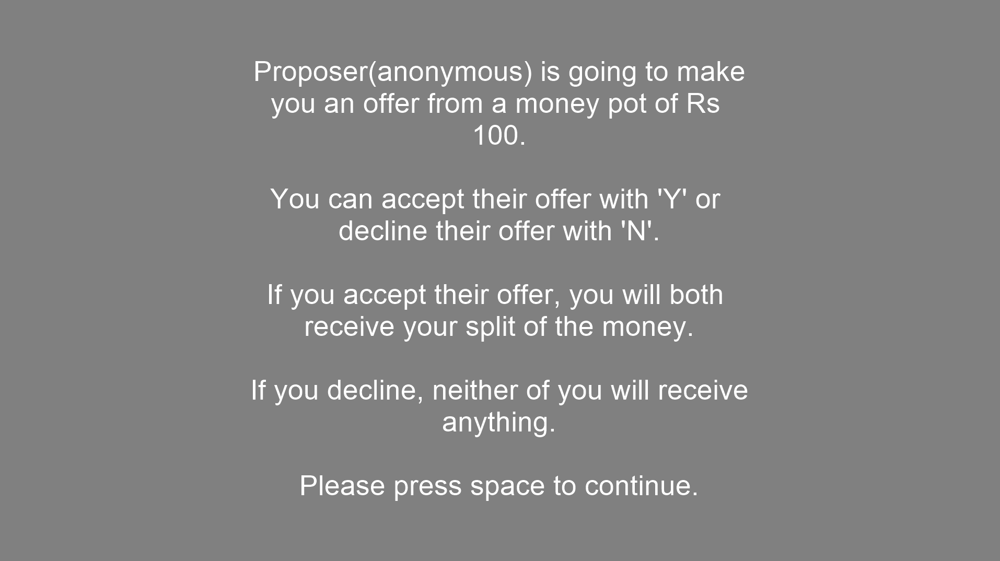 Proposer(anonymous) is going to make
you an offer from a money pot of Rs
100.
You can accept their offer with 'Y' or
decline their offer with 'N'.
If you accept their offer, you will both
receive your split of the money.
If you decline, neither of you will receive
anything.
Please press space to continue.